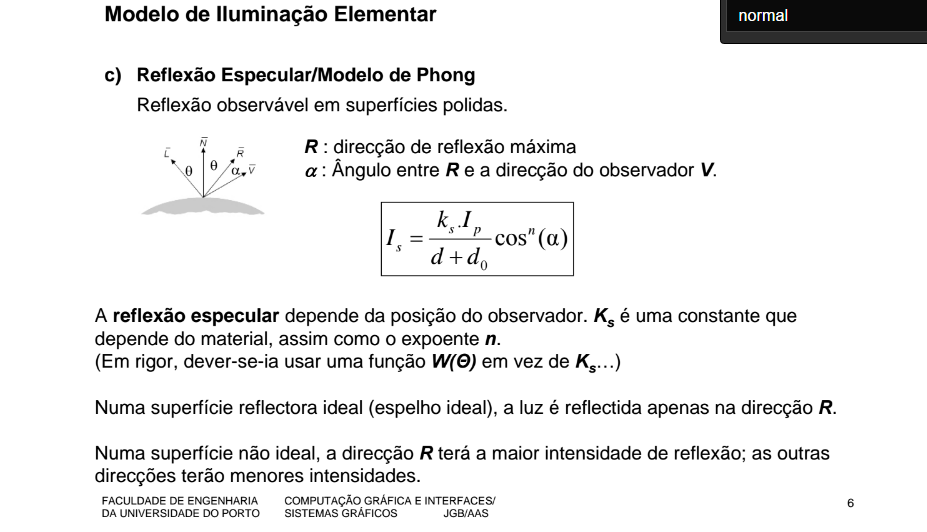 Modelo de Iluminação Elementar
normal
c) Reflexão Especular/Modelo de Phong
Reflexão observável em superfícies polidas.
L N R V
θ θ α
R : direcção de reflexão máxima
α : Ângulo entre R e a direcção do observador V.
I_s = k_s.I_p / (d + d_0) cos^n(α)
A reflexão especular depende da posição do observador. K_s é uma constante que
depende do material, assim como o expoente n.
(Em rigor, dever-se-ia usar uma função W(Θ) em vez de K_s…)
Numa superfície reflectora ideal (espelho ideal), a luz é reflectida apenas na direcção R.
Numa superfície não ideal, a direcção R terá a maior intensidade de reflexão; as outras
direcções terão menores intensidades.
FACULDADE DE ENGENHARIA COMPUTAÇÃO GRÁFICA E INTERFACES/
DA UNIVERSIDADE DO PORTO SISTEMAS GRÁFICOS JGB/AAS
6